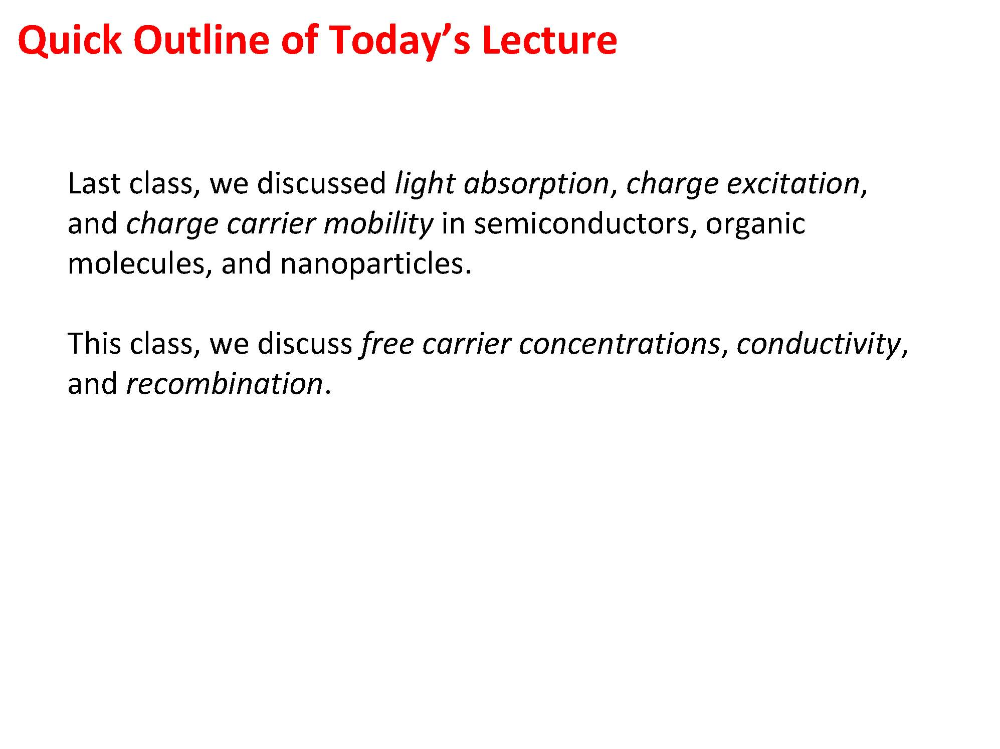 Quick Outline of Today’s Lecture
Last class, we discussed light absorption, charge excitation,
and charge carrier mobility in semiconductors, organic
molecules, and nanoparticles.
This class, we discuss free carrier concentrations, conductivity,
and recombination.